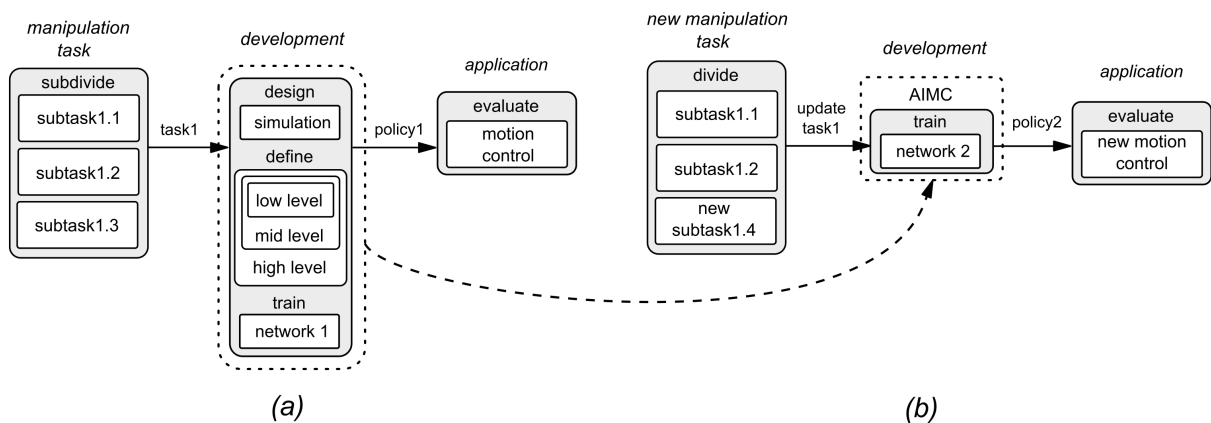 manipulation
task
subdivide
subtask1.1
subtask1.2
subtask1.3
task1
development
design
simulation
define
low level
mid level
high level
train
network 1
policy1
application
evaluate
motion
control
(a)
new manipulation
task
divide
subtask1.1
subtask1.2
new
subtask1.4
update
task1
development
AIMC
train
network 2
policy2
application
evaluate
new motion
control
(b)